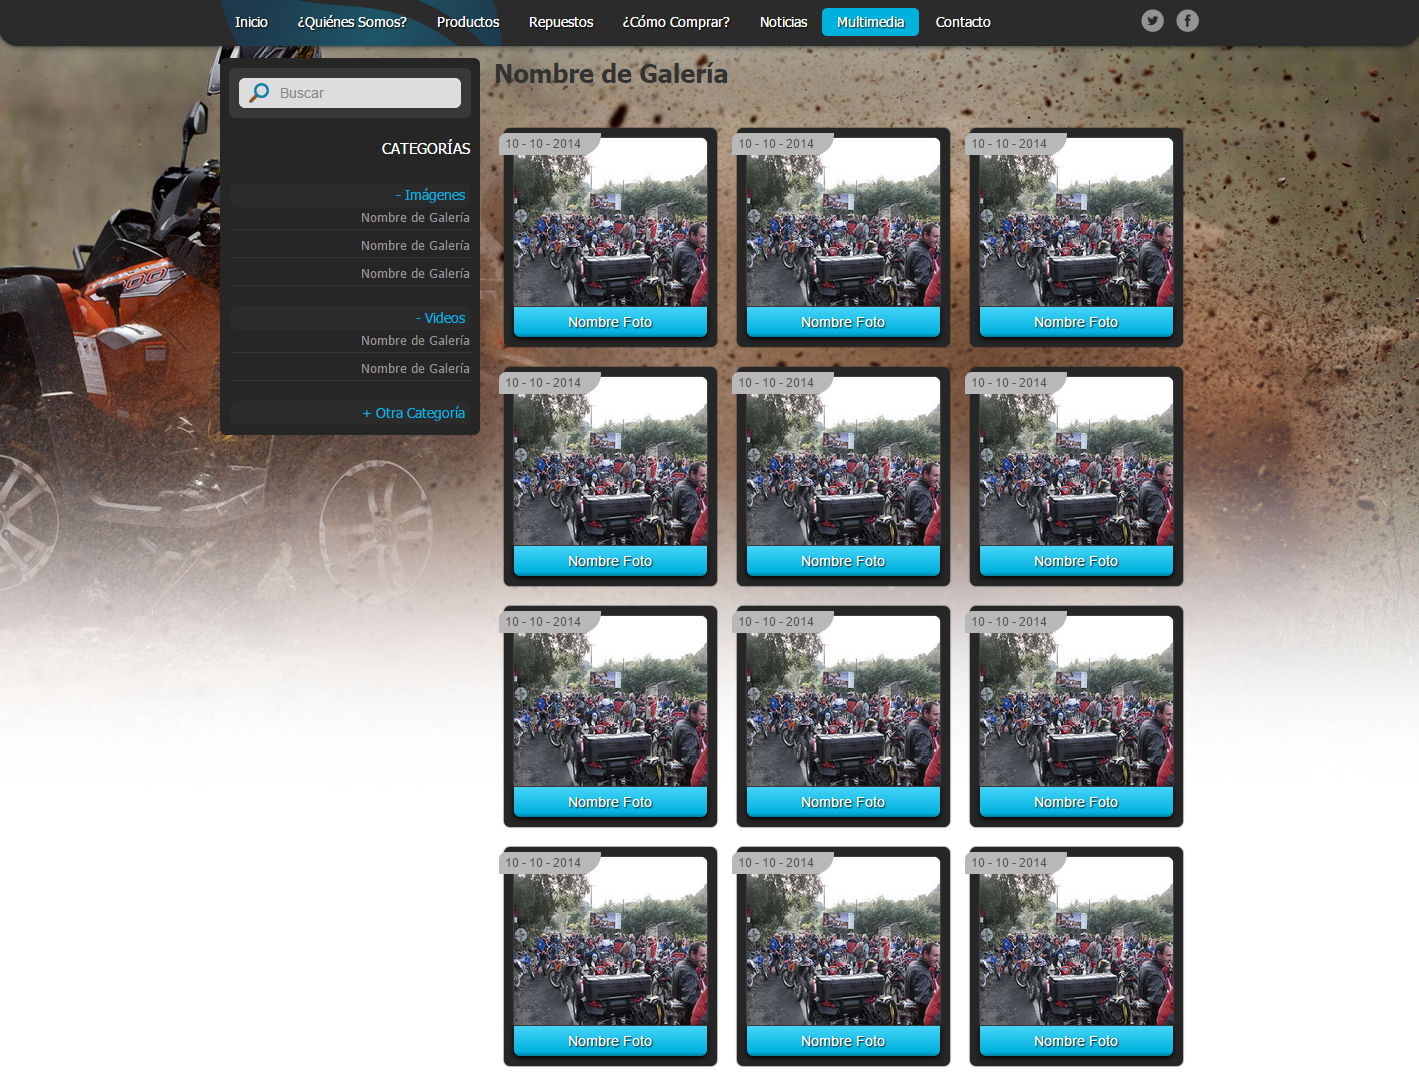 Inicio ¿Quiénes Somos? Productos Repuestos ¿Cómo Comprar? Noticias Multimedia Contacto
Buscar
CATEGORÍAS
- Imágenes
Nombre de Galería
Nombre de Galería
Nombre de Galería
- Videos
Nombre de Galería
Nombre de Galería
+ Otra Categoría
Nombre de Galería
10 - 10 - 2014 10 - 10 - 2014 10 - 10 - 2014
Nombre Foto Nombre Foto Nombre Foto
10 - 10 - 2014 10 - 10 - 2014 10 - 10 - 2014
Nombre Foto Nombre Foto Nombre Foto
10 - 10 - 2014 10 - 10 - 2014 10 - 10 - 2014
Nombre Foto Nombre Foto Nombre Foto
10 - 10 - 2014 10 - 10 - 2014 10 - 10 - 2014
Nombre Foto Nombre Foto Nombre Foto